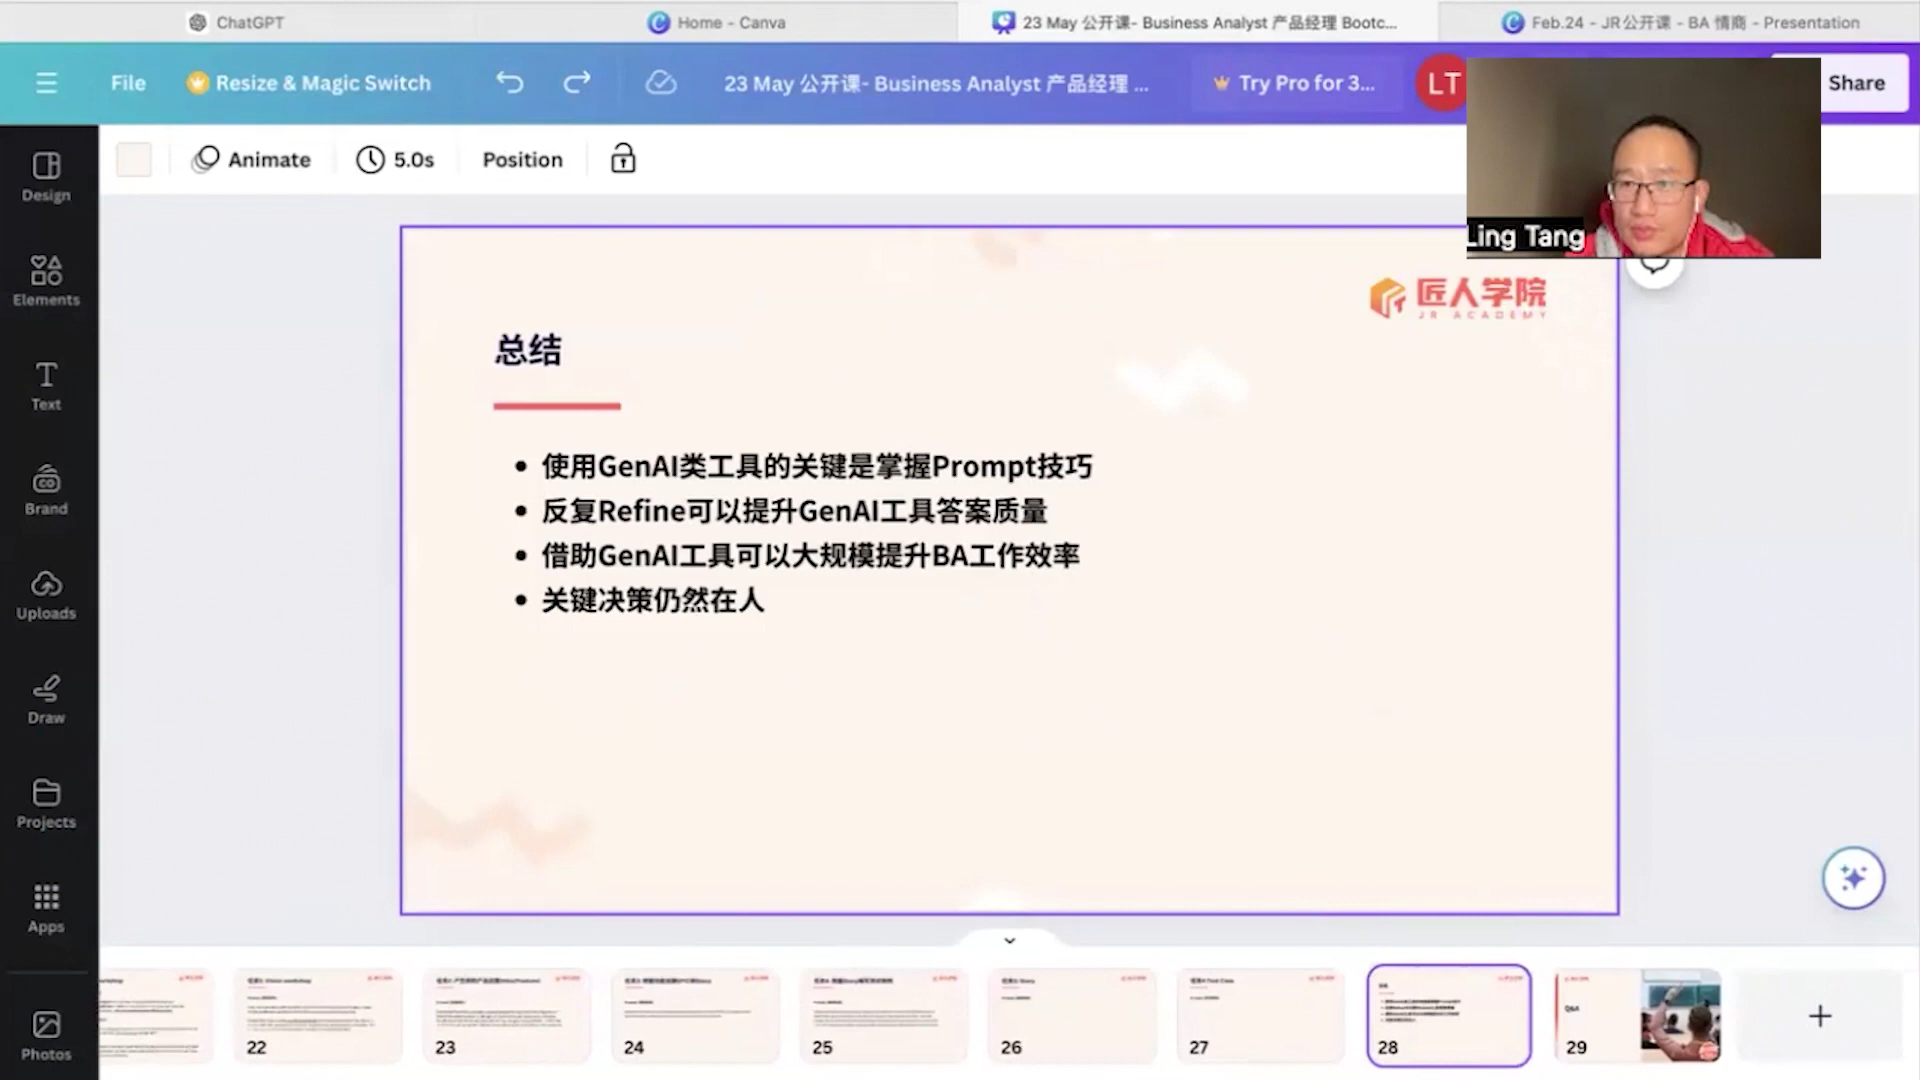 ChatGPT
Home - Canva
23 May 公开课- Business Analyst 产品经理 Bootc...
Feb.24 - JR公开课 - BA 情商 - Presentation
File
Resize & Magic Switch
23 May 公开课- Business Analyst 产品经理 ...
Try Pro for 3...
LT
Share
Animate
5.0s
Position
Ling Tang
Design
Elements
Text
Brand
Uploads
Draw
Projects
Apps
Photos
匠人学院
JR ACADEMY
总结
使用GenAI类工具的关键是掌握Prompt技巧
反复Refine可以提升GenAI工具答案质量
借助GenAI工具可以大规模提升BA工作效率
关键决策仍然在人
22
23
24
25
26
27
28
29
Q&A